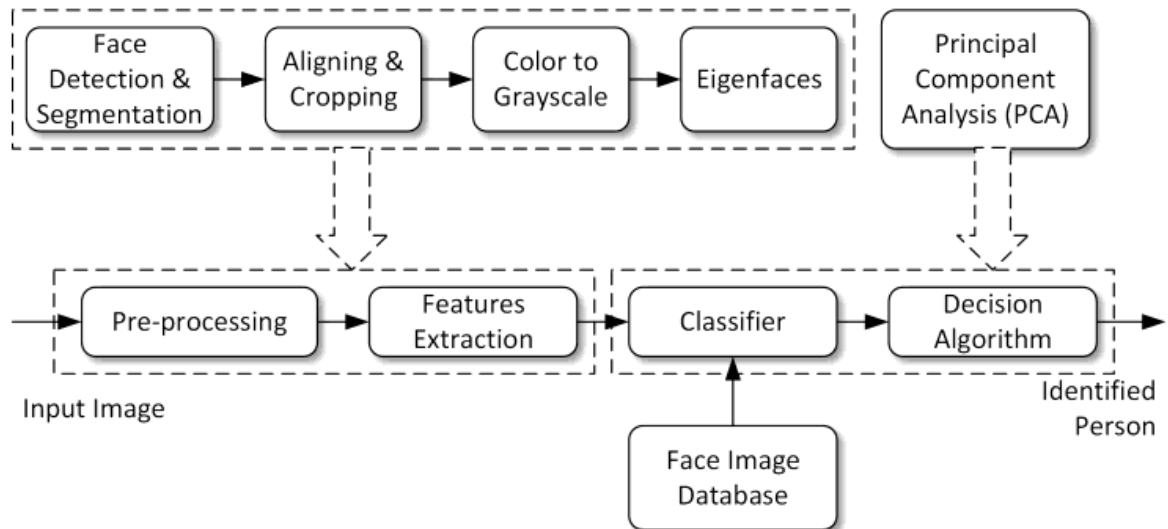 Face
Detection &
Segmentation
Aligning &
Cropping
Color to
Grayscale
Eigenfaces
Principal
Component
Analysis (PCA)
Pre-processing
Features
Extraction
Classifier
Decision
Algorithm
Input Image
Identified
Person
Face Image
Database